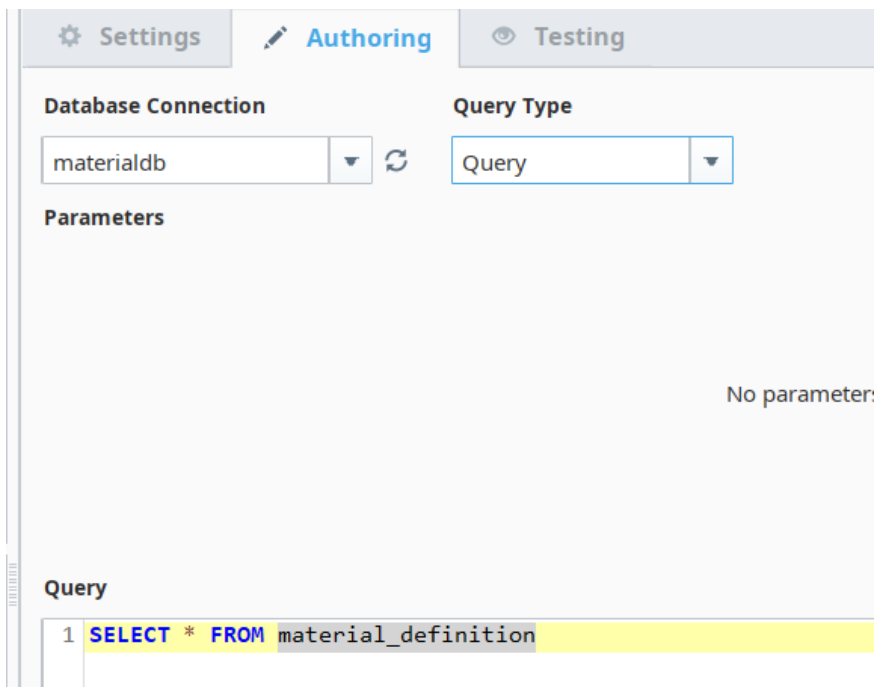 Settings Authoring Testing
Database Connection Query Type
materialdb Query
Parameters
No parameters
Query
1 SELECT * FROM material_definition